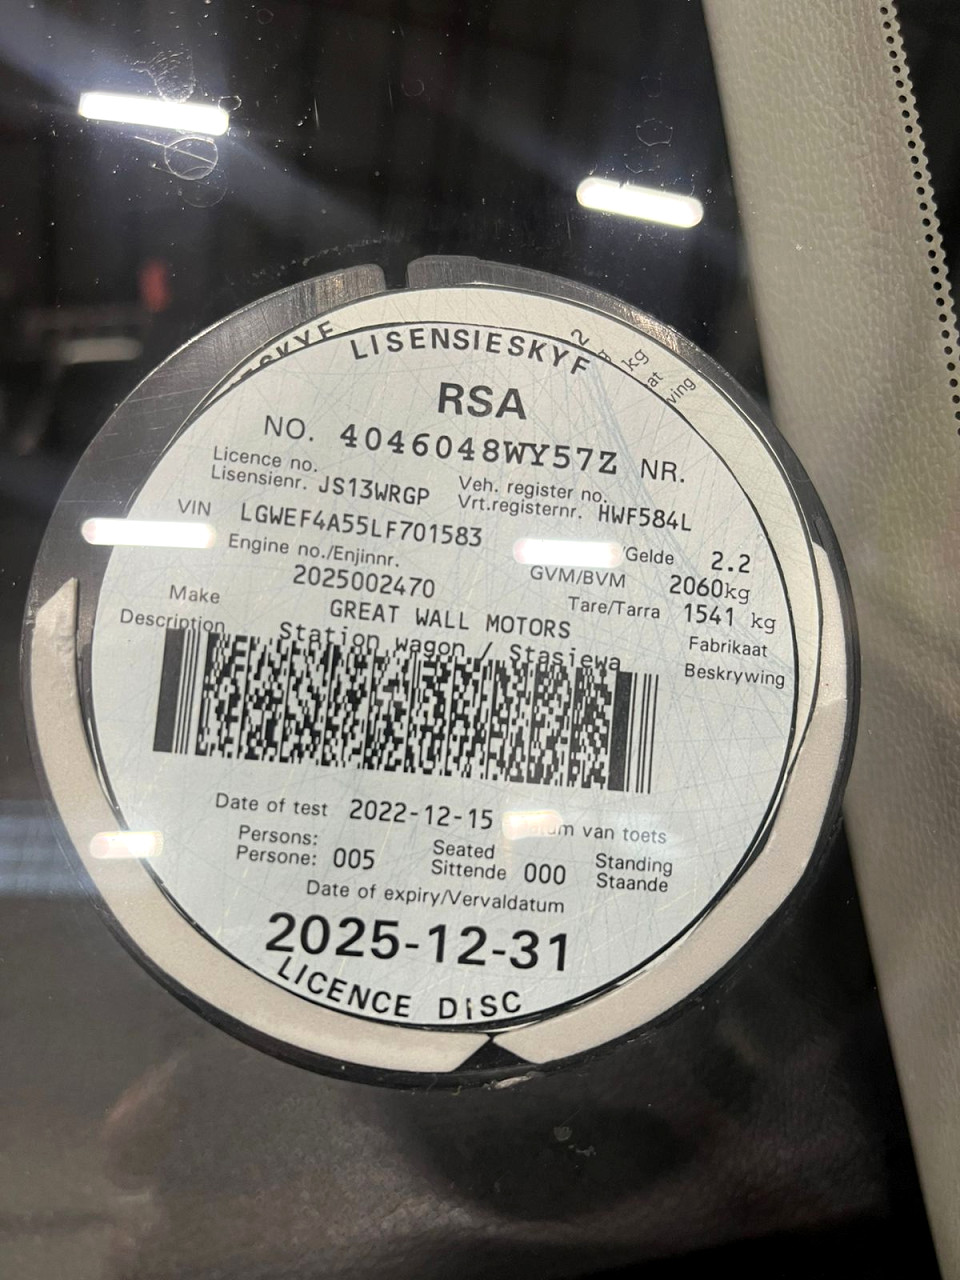 LISENSIESKYF
RSA
NO. 4046048WY57Z NR.
Licence no. Veh. register no.
Lisensienr. JS13WRGP Vrt.registernr. HWF584L
VIN LGWEF4A55LF701583
/Gelde 2.2
Engine no./Enjinnr. GVM/BVM 2060kg
2025002470 Tare/Tarra 1541 kg
Make GREAT WALL MOTORS Fabrikaat
Description Station wagon / Stasiewa Beskrywing
Date of test 2022-12-15 van toets
Persons: Seated Standing
Persone: 005 Sittende 000 Staande
Date of expiry/Vervaldatum
2025-12-31
LICENCE DISC